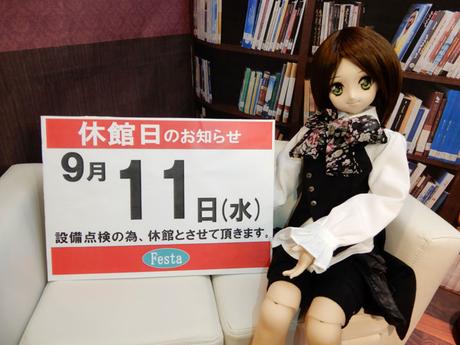 休館日のお知らせ
9月11日(水)
設備点検の為、休館とさせて頂きます。
Festa